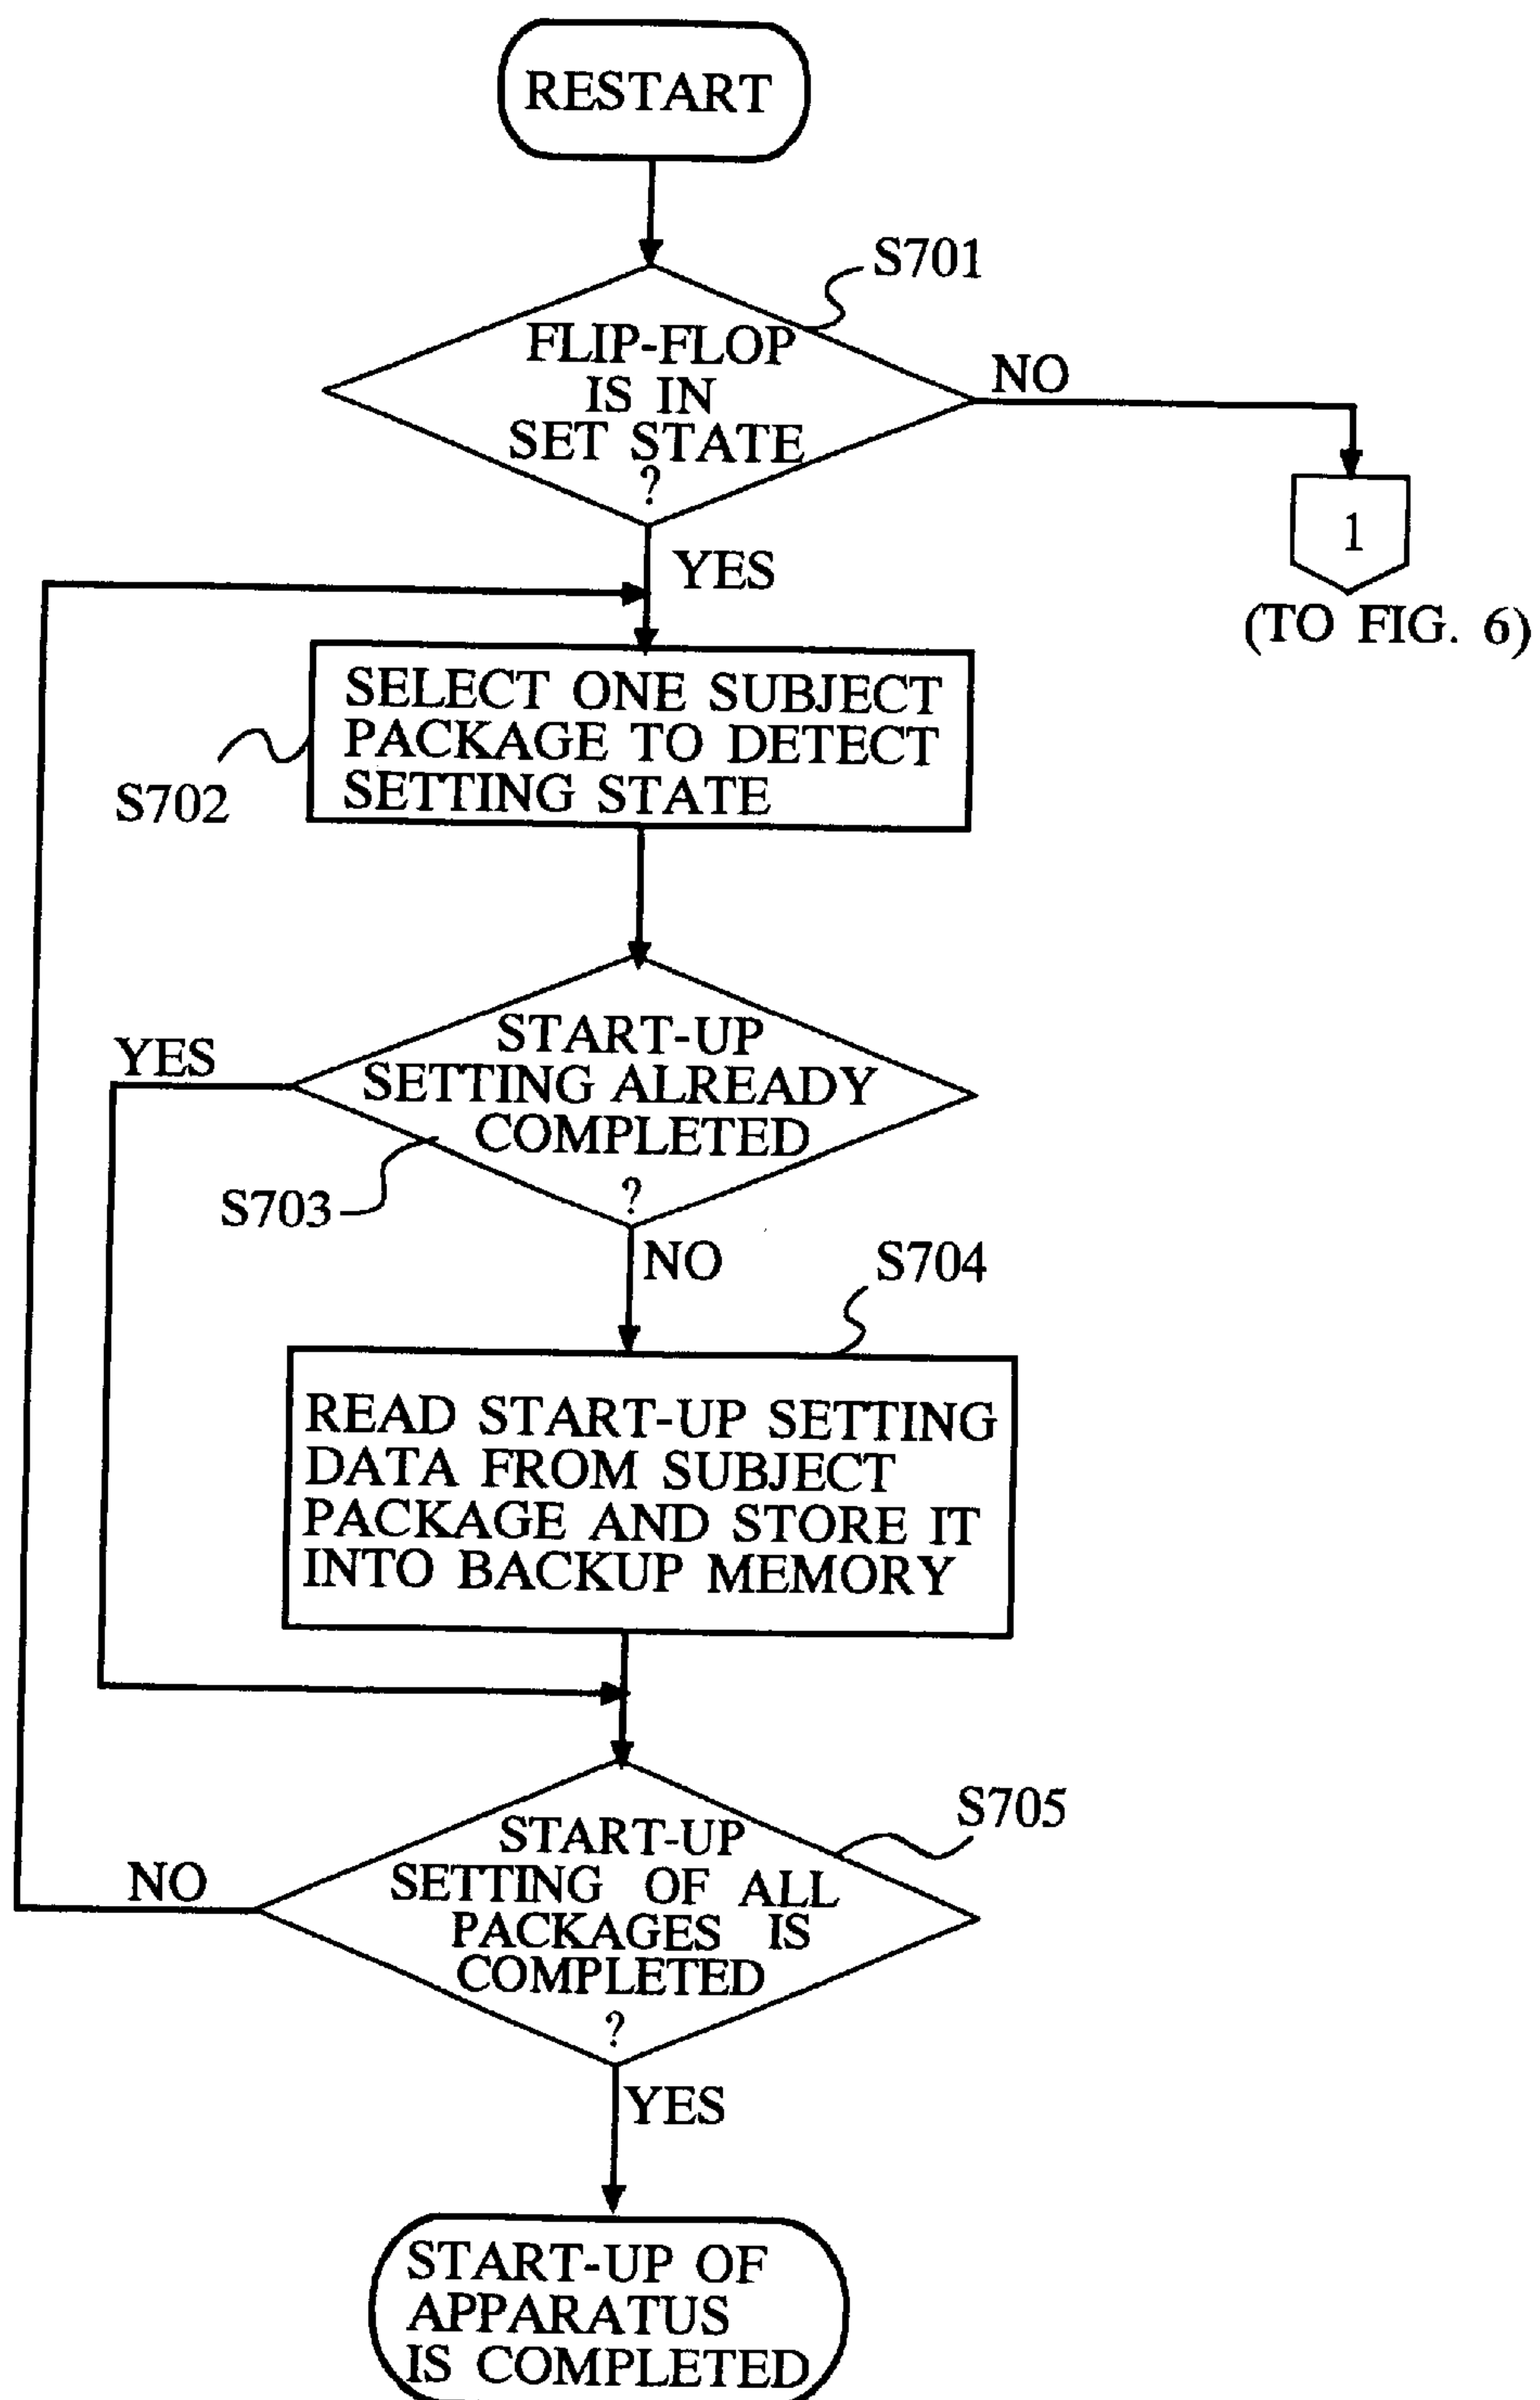 RESTART
S701
FLIP-FLOP
IS IN
SET STATE
?
NO
1
(TO FIG. 6)
YES
SELECT ONE SUBJECT
PACKAGE TO DETECT
SETTING STATE
S702
START-UP
SETTING ALREADY
COMPLETED
?
YES
S703
NO
S704
READ START-UP SETTING
DATA FROM SUBJECT
PACKAGE AND STORE IT
INTO BACKUP MEMORY
S705
START-UP
SETTING OF ALL
PACKAGES IS
COMPLETED
?
NO
YES
START-UP OF
APPARATUS
IS COMPLETED